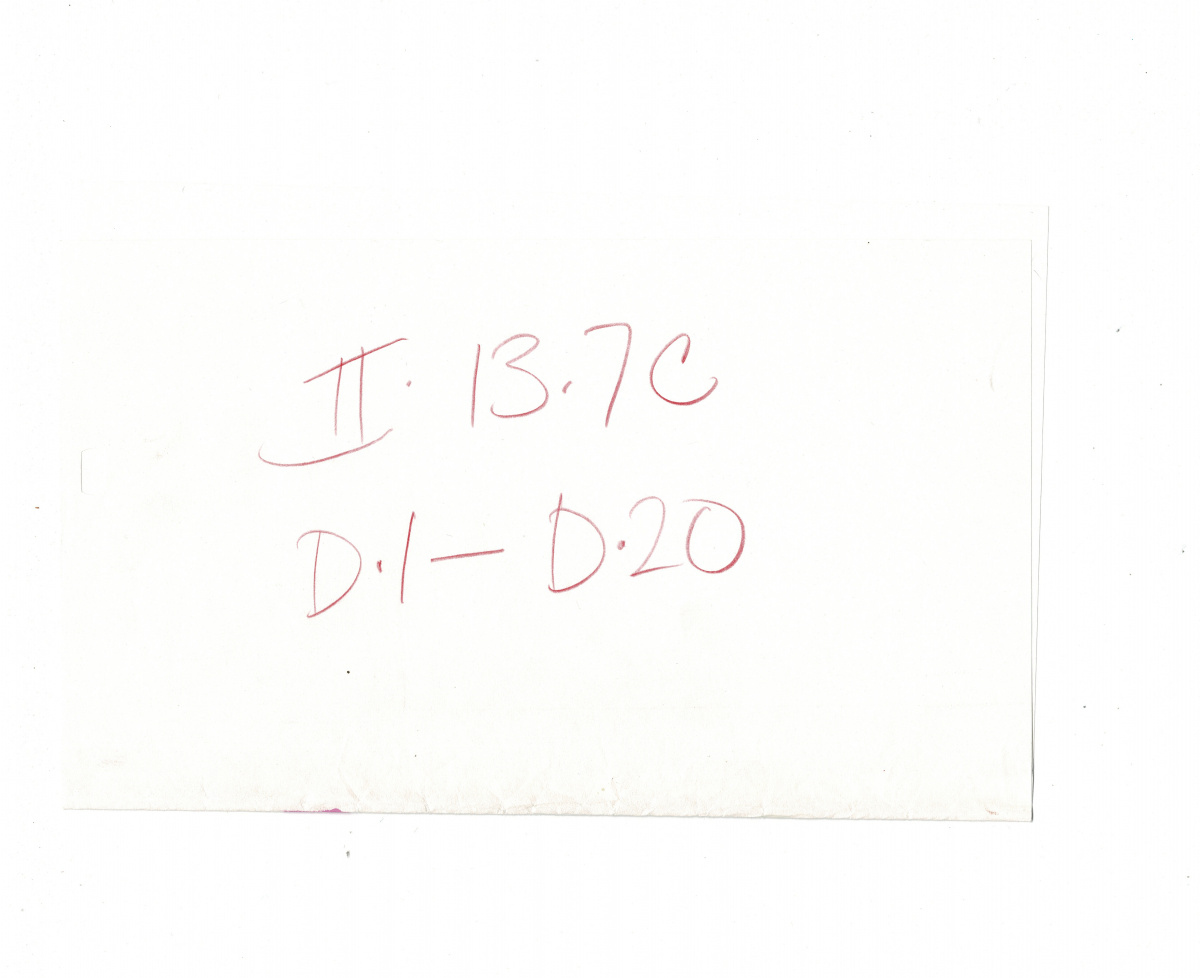 II. 13.7C
D.1 — D.20